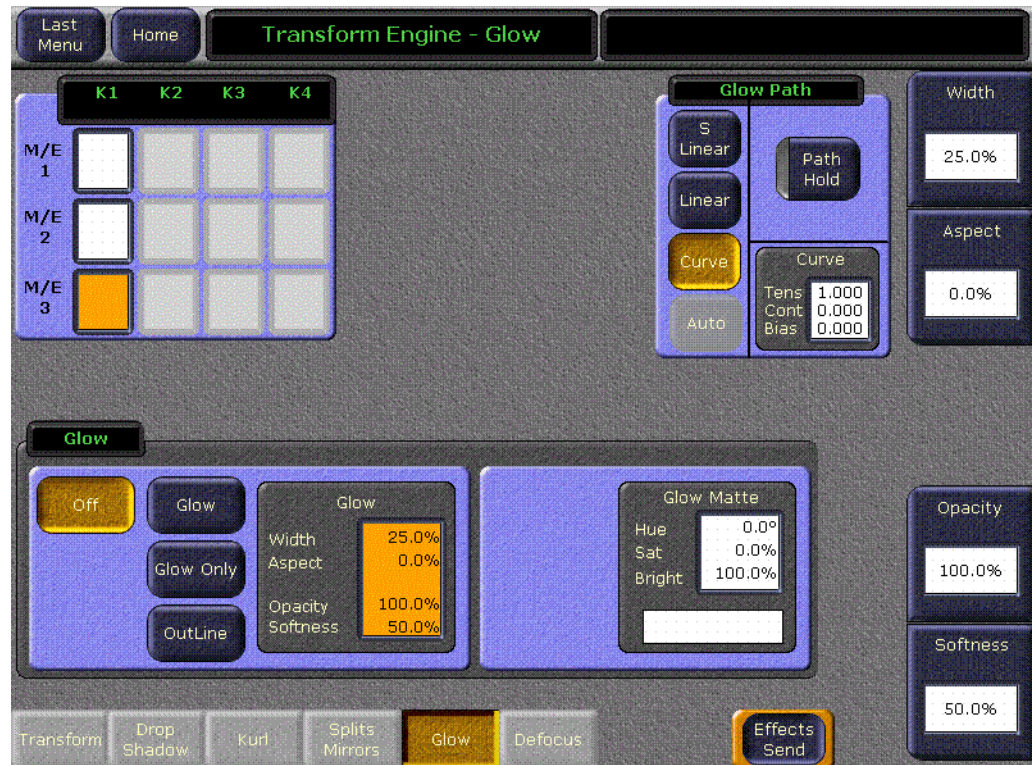 Last
Menu
Home
Transform Engine - Glow
K1 K2 K3 K4
M/E
1
M/E
2
M/E
3
Glow Path
S
Linear
Linear
Curve
Auto
Path
Hold
Curve
Tens 1.000
Cont 0.000
Bias 0.000
Width
25.0%
Aspect
0.0%
Glow
Off
Glow
Glow Only
OutLine
Glow
Width 25.0%
Aspect 0.0%
Opacity 100.0%
Softness 50.0%
Glow Matte
Hue 0.0°
Sat 0.0%
Bright 100.0%
Opacity
100.0%
Softness
50.0%
Transform
Drop
Shadow
Kurl
Splits
Mirrors
Glow
Defocus
Effects
Send